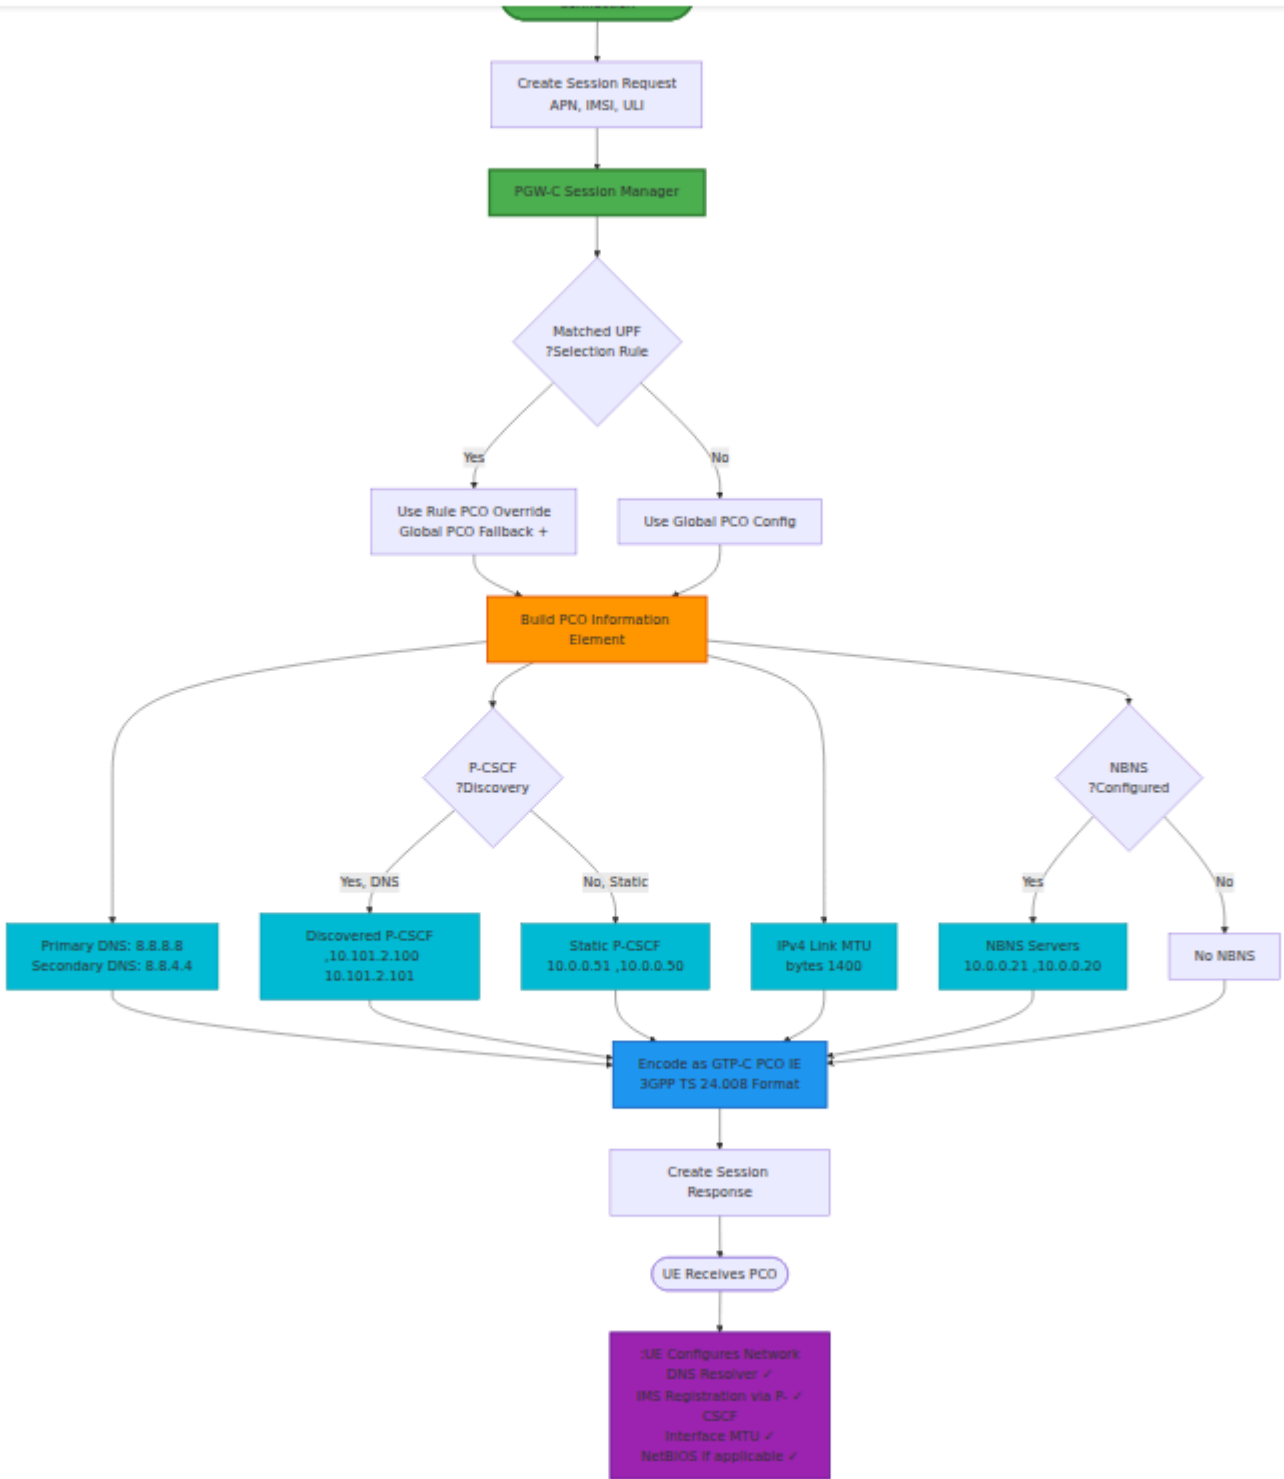 Create Session Request
APN, IMSI, ULI
PGW-C Session Manager
Matched UPF
?Selection Rule
Yes
No
Use Rule PCO Override
Global PCO Fallback +
Use Global PCO Config
Build PCO Information
Element
P-CSCF
?Discovery
NBNS
?Configured
Yes, DNS
No, Static
Yes
No
Primary DNS: 8.8.8.8
Secondary DNS: 8.8.4.4
Discovered P-CSCF
,10.101.2.100
10.101.2.101
Static P-CSCF
10.0.0.51 ,10.0.0.50
IPv4 Link MTU
bytes 1400
NBNS Servers
10.0.0.21 ,10.0.0.20
No NBNS
Encode as GTP-C PCO IE
3GPP TS 24.008 Format
Create Session
Response
UE Receives PCO
:UE Configures Network
DNS Resolver ✓
IMS Registration via P- ✓
CSCF
Interface MTU ✓
NetBIOS if applicable ✓